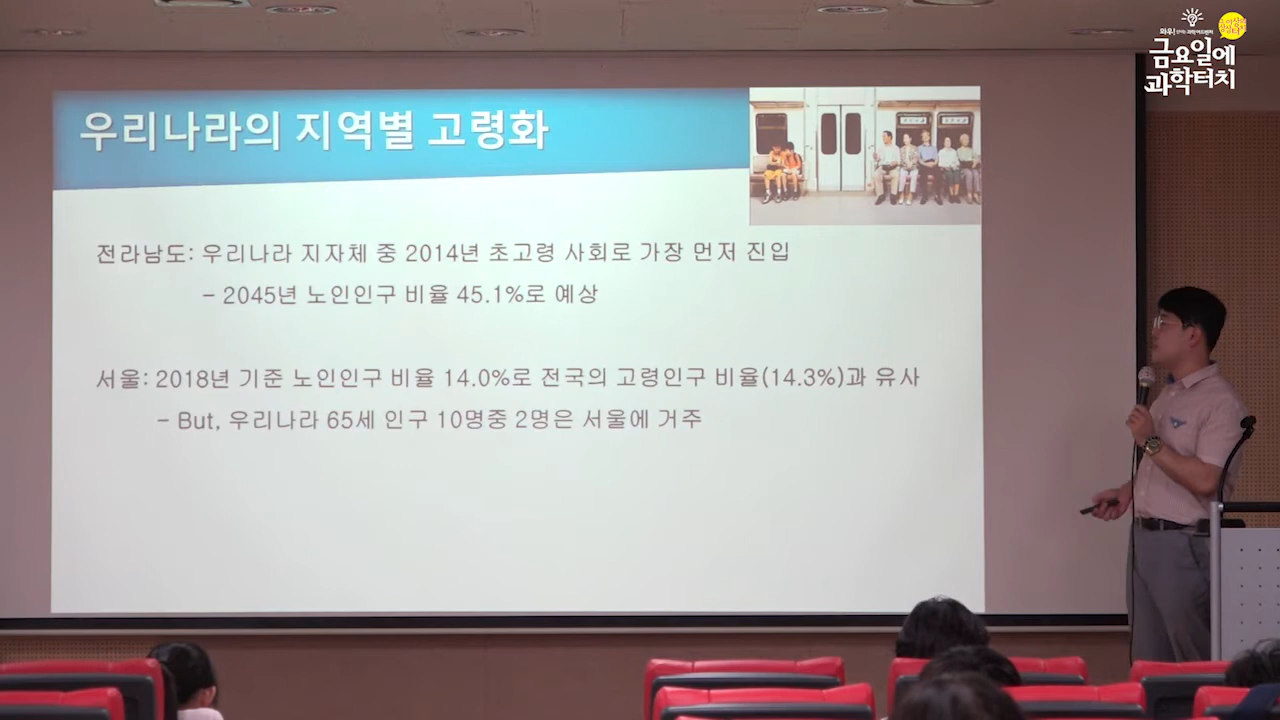 우리나라의 지역별 고령화
전라남도: 우리나라 지자체 중 2014년 초고령 사회로 가장 먼저 진입
- 2045년 노인인구 비율 45.1%로 예상
서울: 2018년 기준 노인인구 비율 14.0%로 전국의 고령인구 비율(14.3%)과 유사
- But, 우리나라 65세 인구 10명중 2명은 서울에 거주
금요일에
과학터치